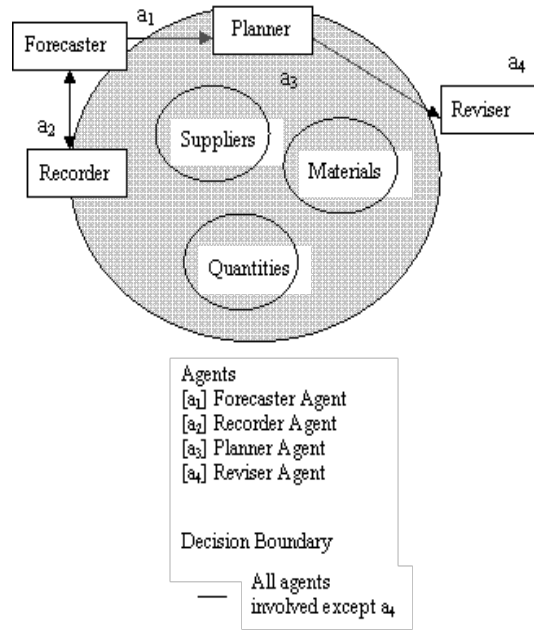 a₁
Planner
Forecaster
a₄
a₃
Reviser
a₂
Suppliers
Recorder
Materials
Quantities
Agents
[a₁] Forecaster Agent
[a₂] Recorder Agent
[a₃] Planner Agent
[a₄] Reviser Agent
Decision Boundary
All agents
involved except a₄